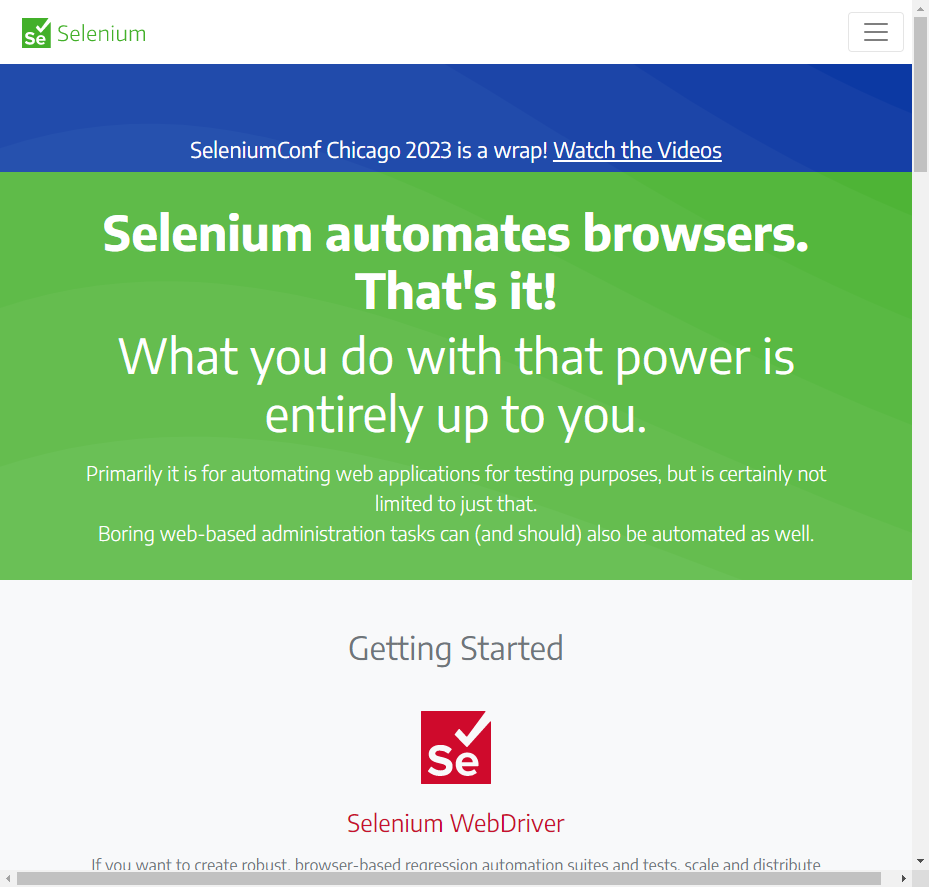 Se Selenium
SeleniumConf Chicago 2023 is a wrap! Watch the Videos
Selenium automates browsers.
That's it!
What you do with that power is
entirely up to you.
Primarily it is for automating web applications for testing purposes, but is certainly not
limited to just that.
Boring web-based administration tasks can (and should) also be automated as well.
Getting Started
Se
Selenium WebDriver
If you want to create robust, browser-based regression automation suites and tests, scale and distribute